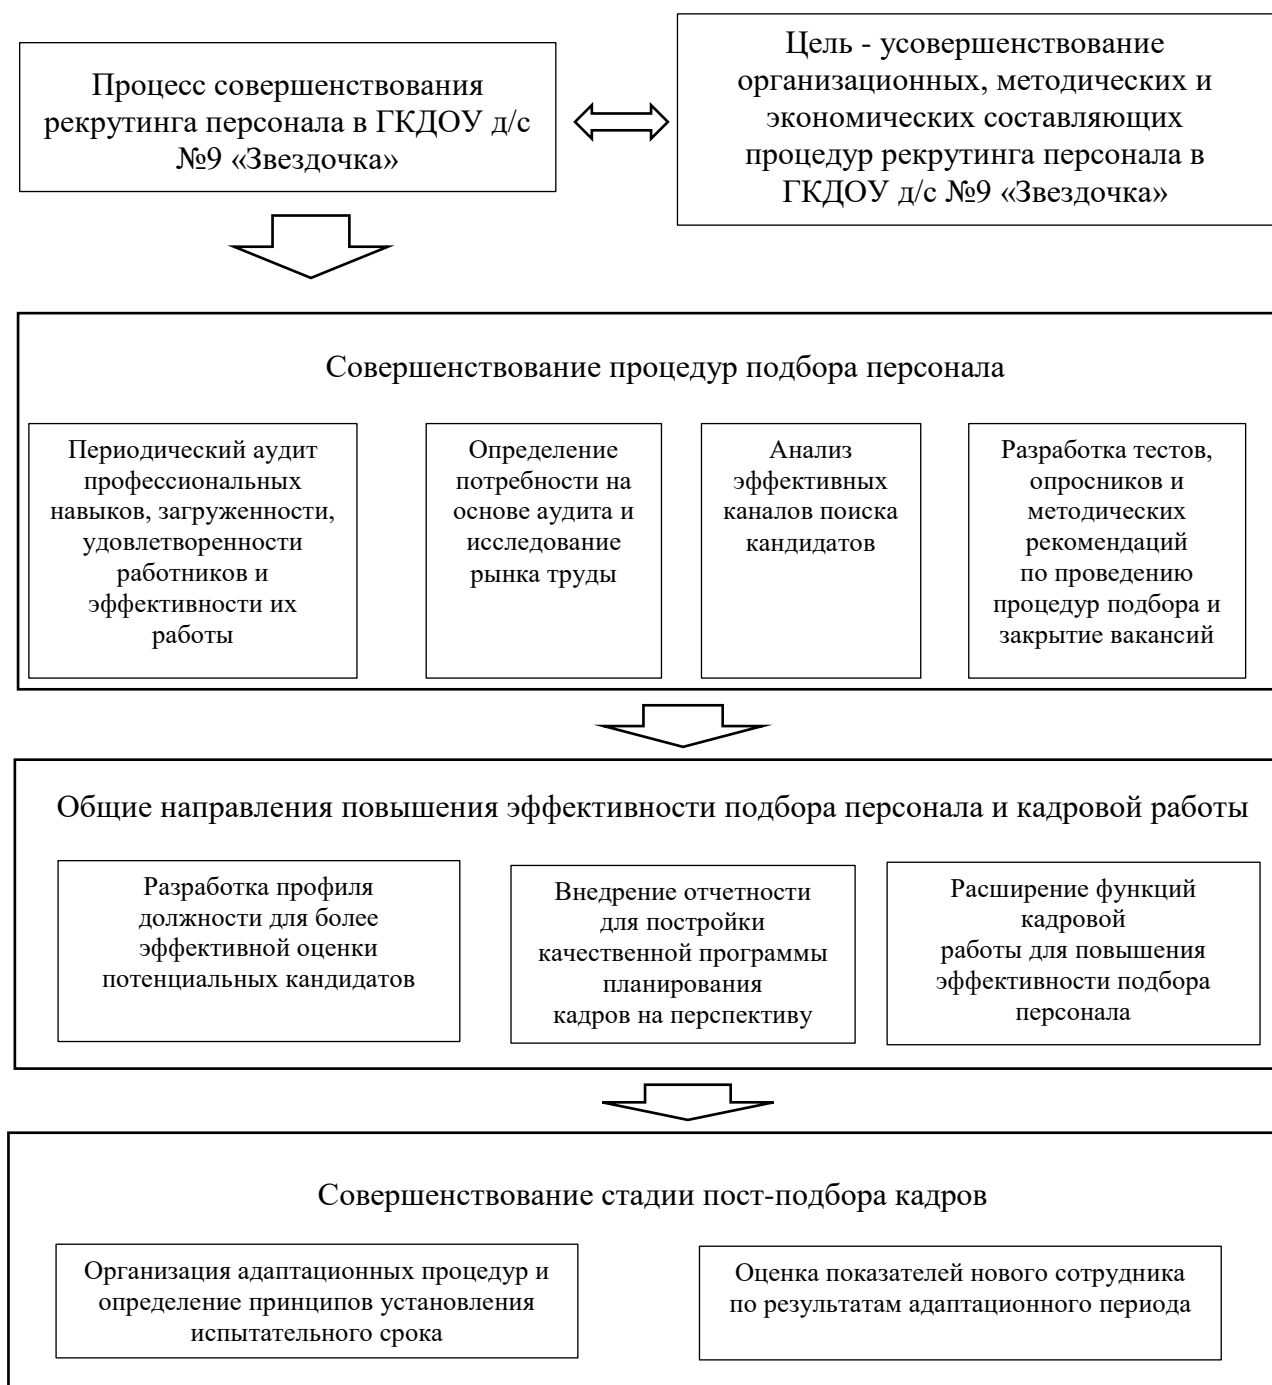 Процесс совершенствования
рекрутинга персонала в ГКДОУ д/с
№9 «Звездочка»
Цель - усовершенствование
организационных, методических и
экономических составляющих
процедур рекрутинга персонала в
ГКДОУ д/с №9 «Звездочка»
Совершенствование процедур подбора персонала
Периодический аудит
профессиональных
навыков, загруженности,
удовлетворенности
работников и
эффективности их
работы
Определение
потребности на
основе аудита и
исследование
рынка труды
Анализ
эффективных
каналов поиска
кандидатов
Разработка тестов,
опросников и
методических
рекомендаций
по проведению
процедур подбора и
закрытие вакансий
Общие направления повышения эффективности подбора персонала и кадровой работы
Разработка профиля
должности для более
эффективной оценки
потенциальных кандидатов
Внедрение отчетности
для постройки
качественной программы
планирования
кадров на перспективу
Расширение функций
кадровой
работы для повышения
эффективности подбора
персонала
Совершенствование стадии пост-подбора кадров
Организация адаптационных процедур и
определение принципов установления
испытательного срока
Оценка показателей нового сотрудника
по результатам адаптационного периода